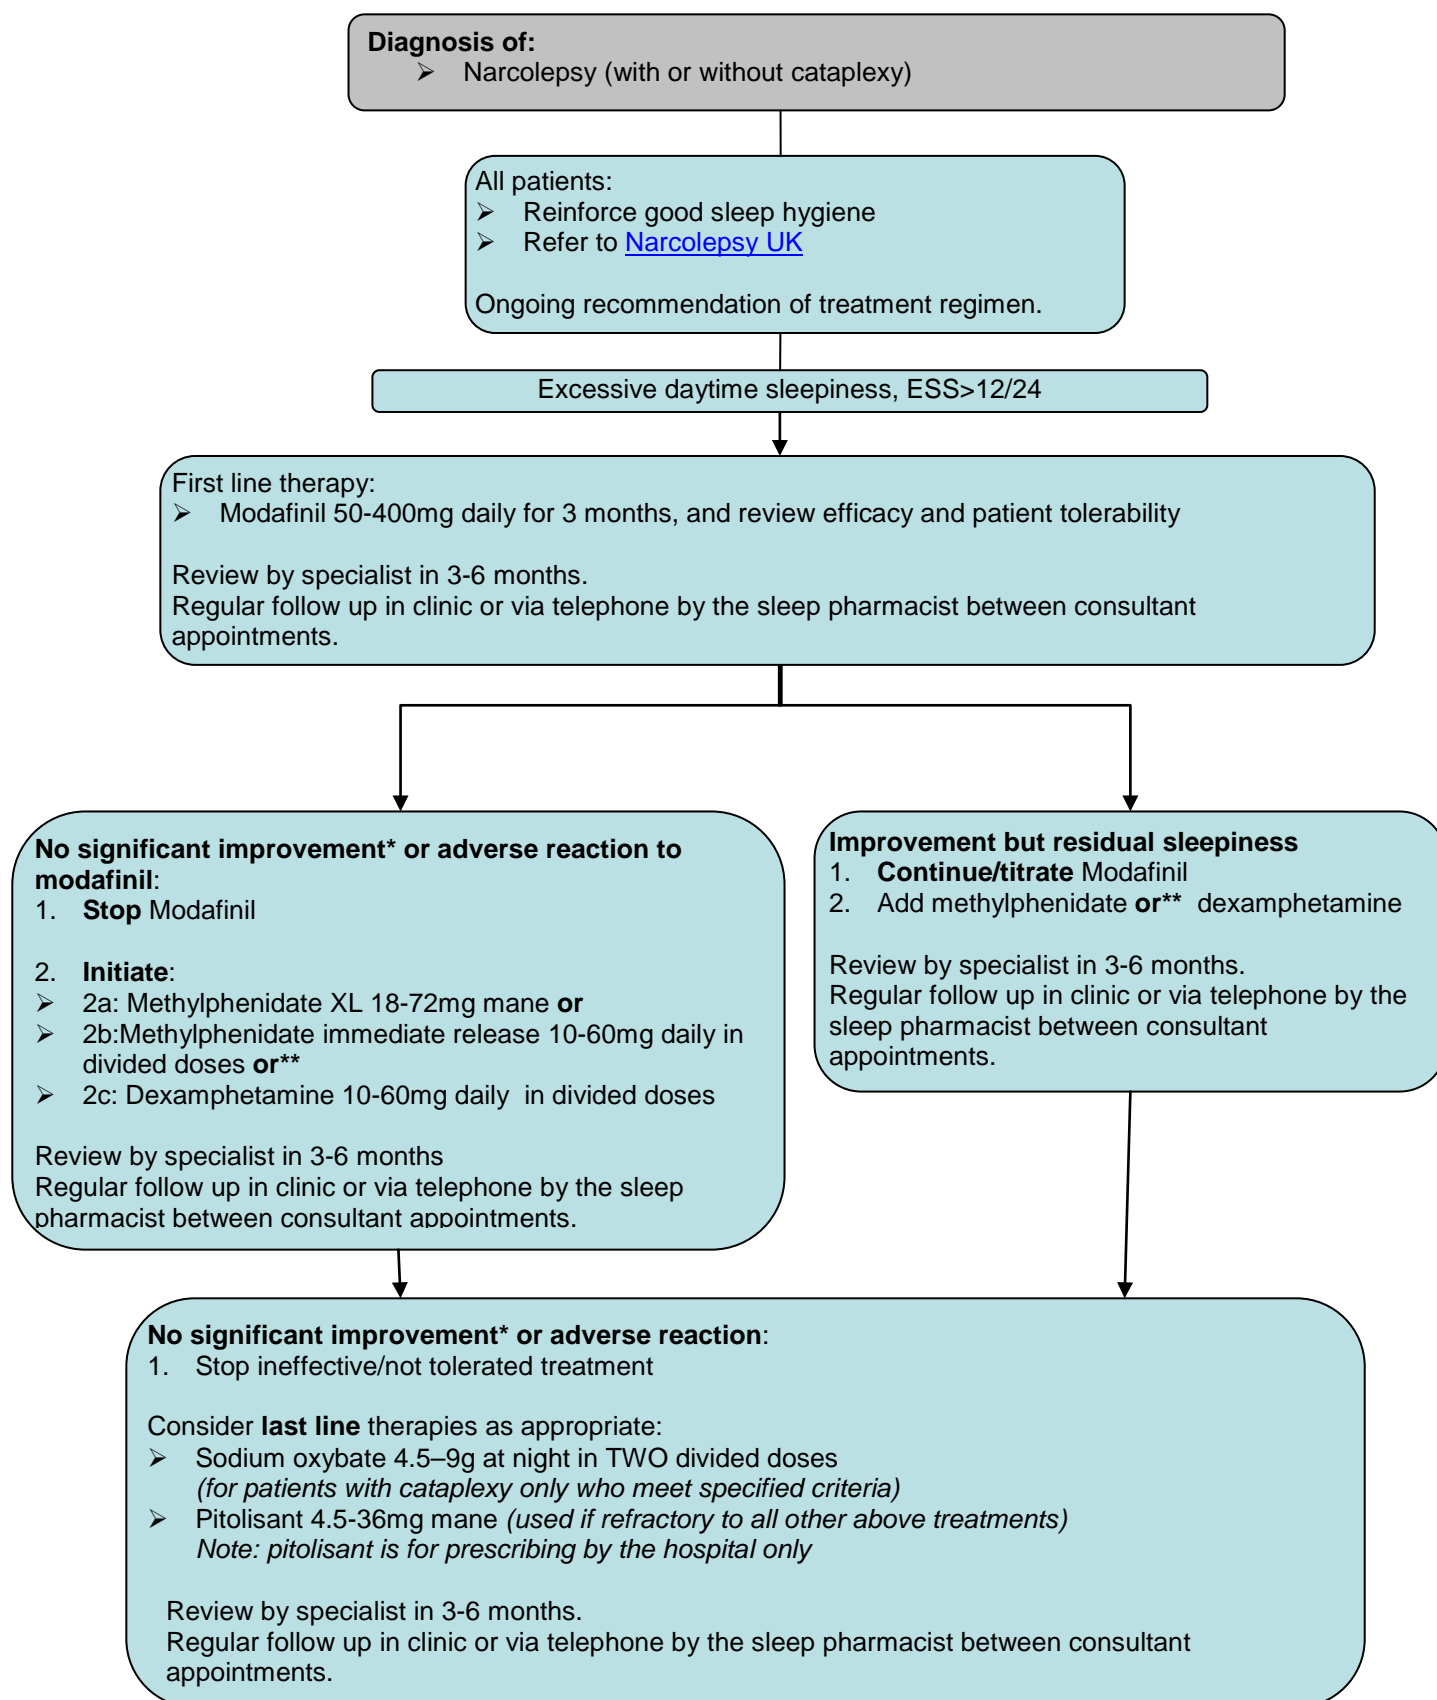 Diagnosis of:
➢ Narcolepsy (with or without cataplexy)
All patients:
➢ Reinforce good sleep hygiene
➢ Refer to Narcolepsy UK
Ongoing recommendation of treatment regimen.
Excessive daytime sleepiness, ESS>12/24
First line therapy:
➢ Modafinil 50-400mg daily for 3 months, and review efficacy and patient tolerability
Review by specialist in 3-6 months.
Regular follow up in clinic or via telephone by the sleep pharmacist between consultant
appointments.
No significant improvement* or adverse reaction to
modafinil:
1. Stop Modafinil
2. Initiate:
➢ 2a: Methylphenidate XL 18-72mg mane or
➢ 2b:Methylphenidate immediate release 10-60mg daily in
divided doses or**
➢ 2c: Dexamphetamine 10-60mg daily in divided doses
Review by specialist in 3-6 months
Regular follow up in clinic or via telephone by the sleep
pharmacist between consultant appointments.
Improvement but residual sleepiness
1. Continue/titrate Modafinil
2. Add methylphenidate or** dexamphetamine
Review by specialist in 3-6 months.
Regular follow up in clinic or via telephone by the
sleep pharmacist between consultant
appointments.
No significant improvement* or adverse reaction:
1. Stop ineffective/not tolerated treatment
Consider last line therapies as appropriate:
➢ Sodium oxybate 4.5–9g at night in TWO divided doses
(for patients with cataplexy only who meet specified criteria)
➢ Pitolisant 4.5-36mg mane (used if refractory to all other above treatments)
Note: pitolisant is for prescribing by the hospital only
Review by specialist in 3-6 months.
Regular follow up in clinic or via telephone by the sleep pharmacist between consultant
appointments.